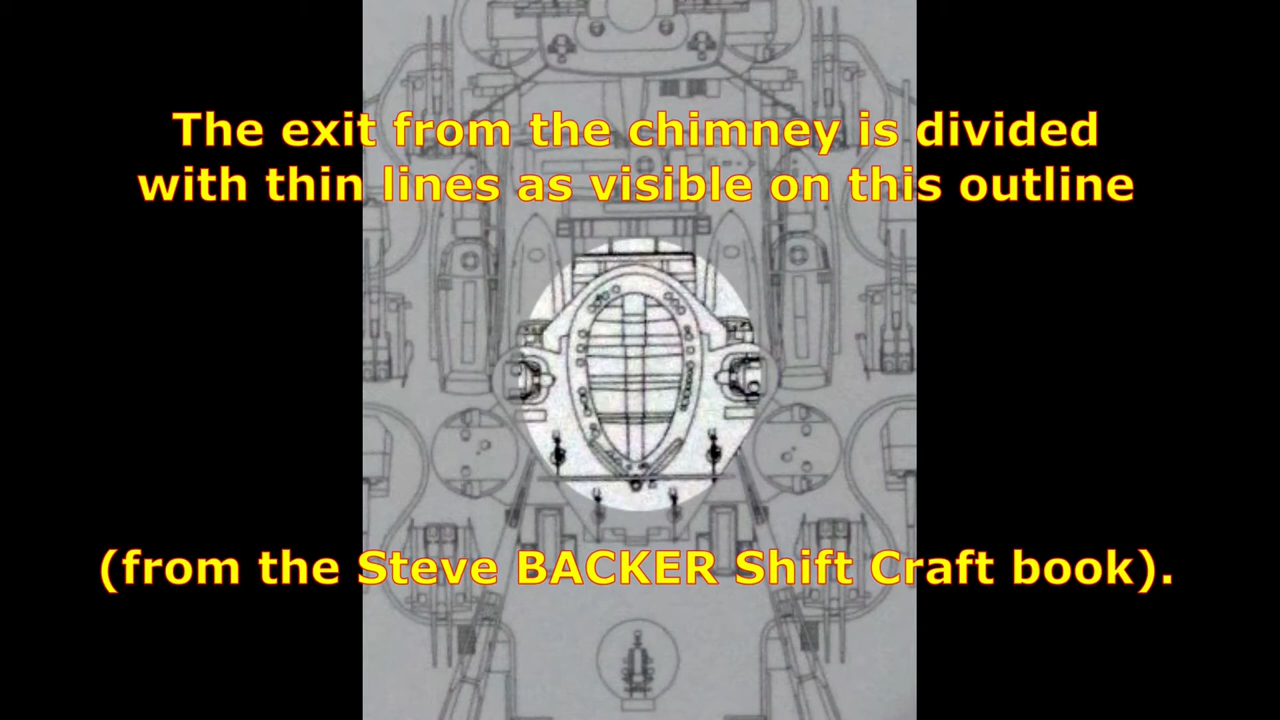 The exit from the chimney is divided
with thin lines as visible on this outline
(from the Steve BACKER Shift Craft book).